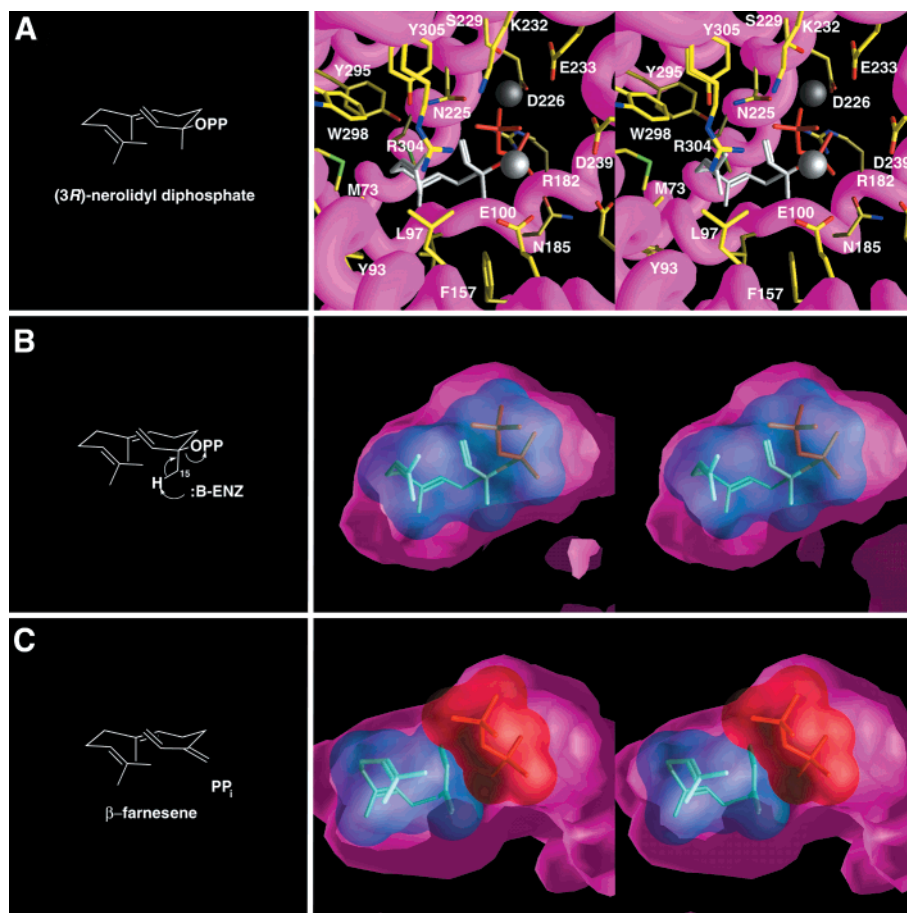 A
OPP
(3R)-nerolidyl diphosphate
S229
K232
Y305
E233
Y295
D226
N225
W298
R304
D239
M73
R182
E100
L97
N185
Y93
F157
S229
K232
Y305
E233
Y295
D226
N225
W298
R304
D239
M73
R182
E100
L97
N185
Y93
F157
B
OPP
15
H
:B-ENZ
C
PPi
β–farnesene